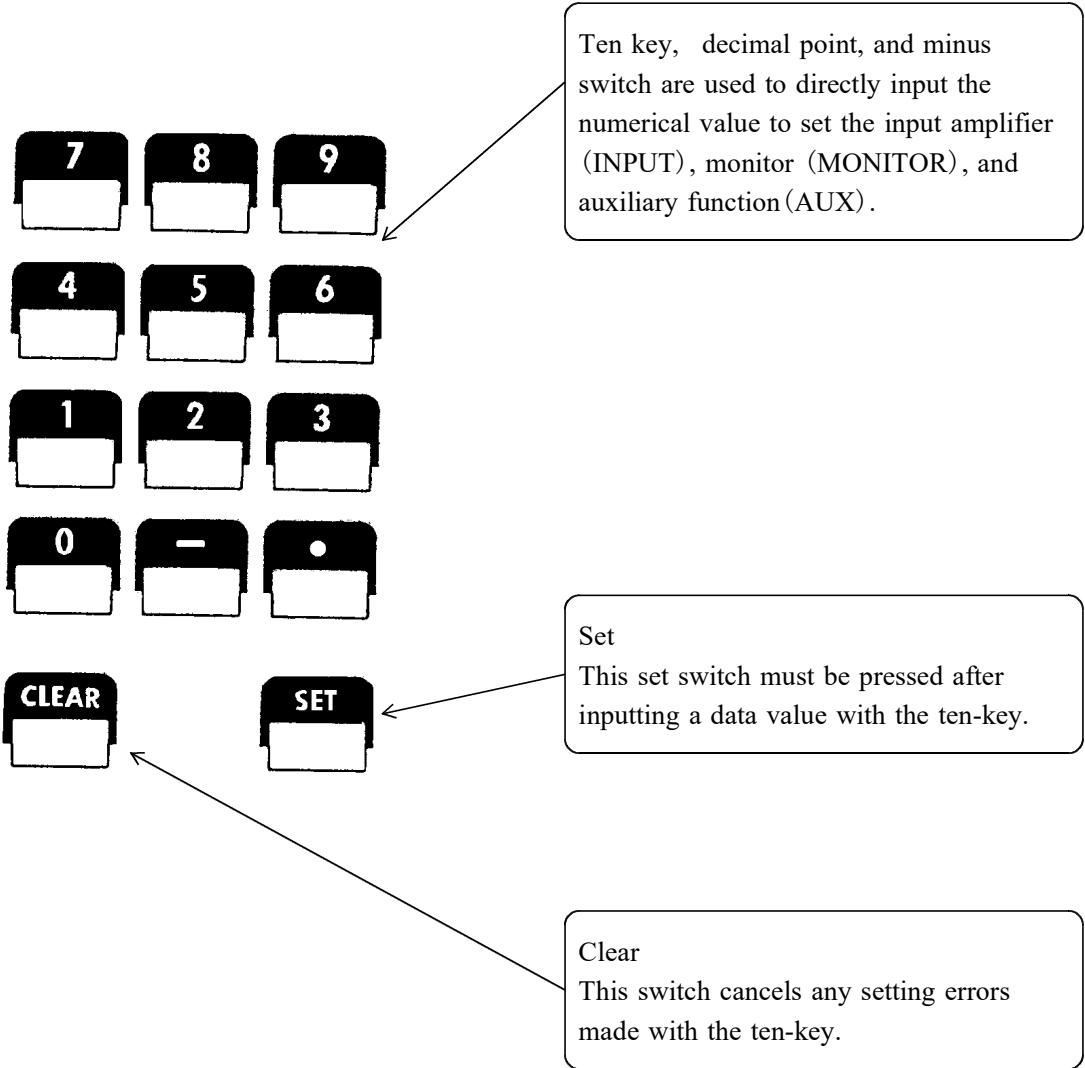 Ten key, decimal point, and minus
switch are used to directly input the
numerical value to set the input amplifier
（INPUT）, monitor（MONITOR）, and
auxiliary function（AUX）.
7 8 9
4 5 6
1 2 3
0 − •
Set
This set switch must be pressed after
inputting a data value with the ten-key.
CLEAR SET
Clear
This switch cancels any setting errors
made with the ten-key.